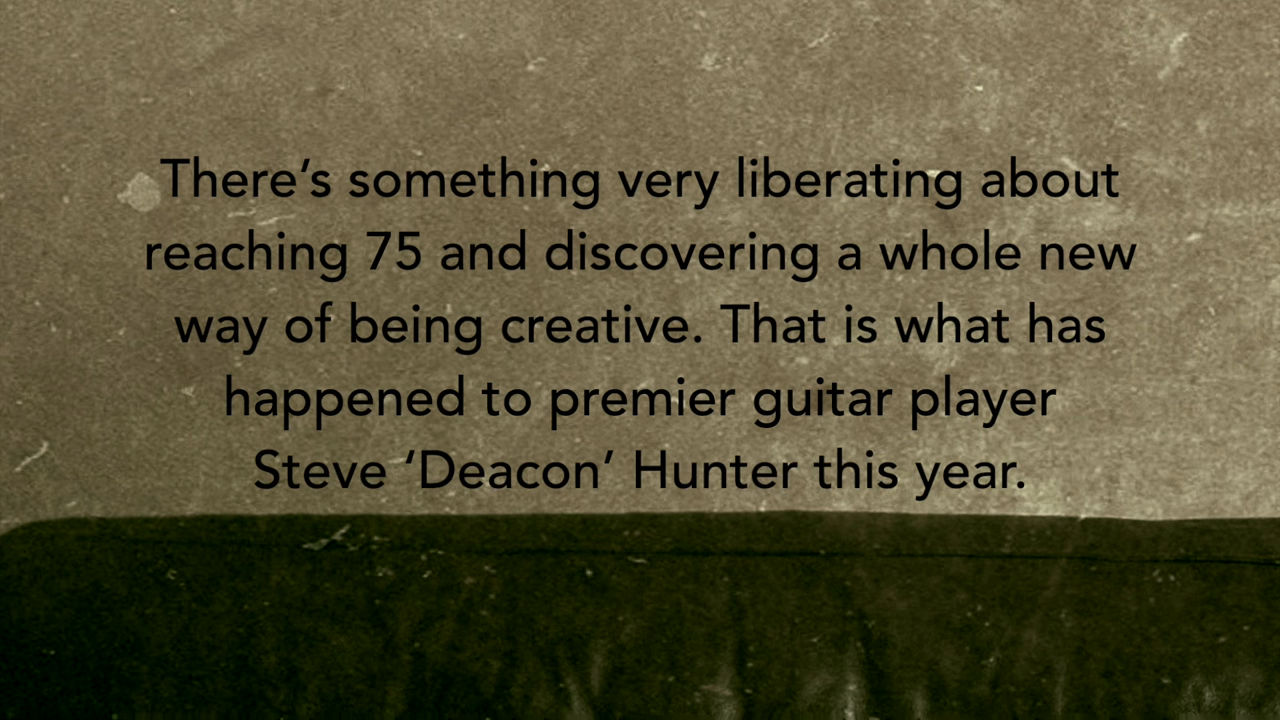 There’s something very liberating about
reaching 75 and discovering a whole new
way of being creative. That is what has
happened to premier guitar player
Steve ‘Deacon’ Hunter this year.